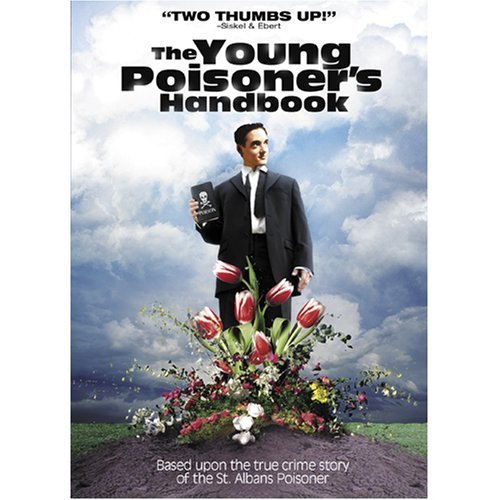 “TWO THUMBS UP!”
–Siskel & Ebert
The Young
Poisoner's
Handbook
POISON
Based upon the true crime story
of the St. Albans Poisoner